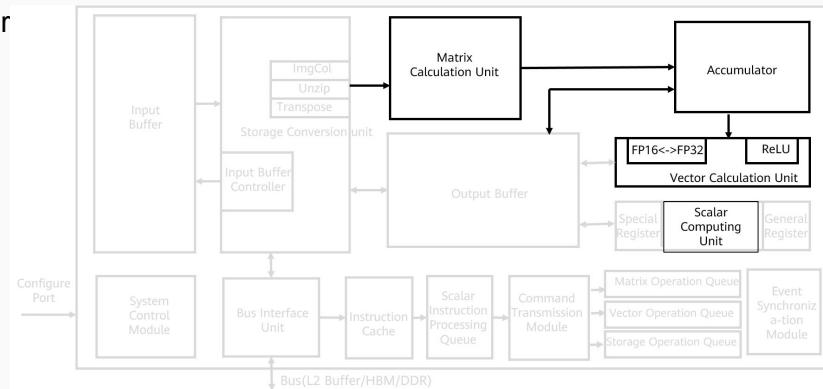 r
Matrix
Calculation Unit
Accumulator
ImgCol
Unzip
Transpose
Storage Conversion unit
Input
Buffer
Input Buffer
Controller
Output Buffer
FP16<->FP32
ReLU
Vector Calculation Unit
Special
Register
Scalar
Computing
Unit
General
Register
Configure
Port
System
Control
Module
Bus Interface
Unit
Instruction
Cache
Scalar
Instruction
Processing
Queue
Command
Transmission
Module
Matrix Operation Queue
Vector Operation Queue
Storage Operation Queue
Event
Synchroniz
a-tion
Module
Bus(L2 Buffer/HBM/DDR)